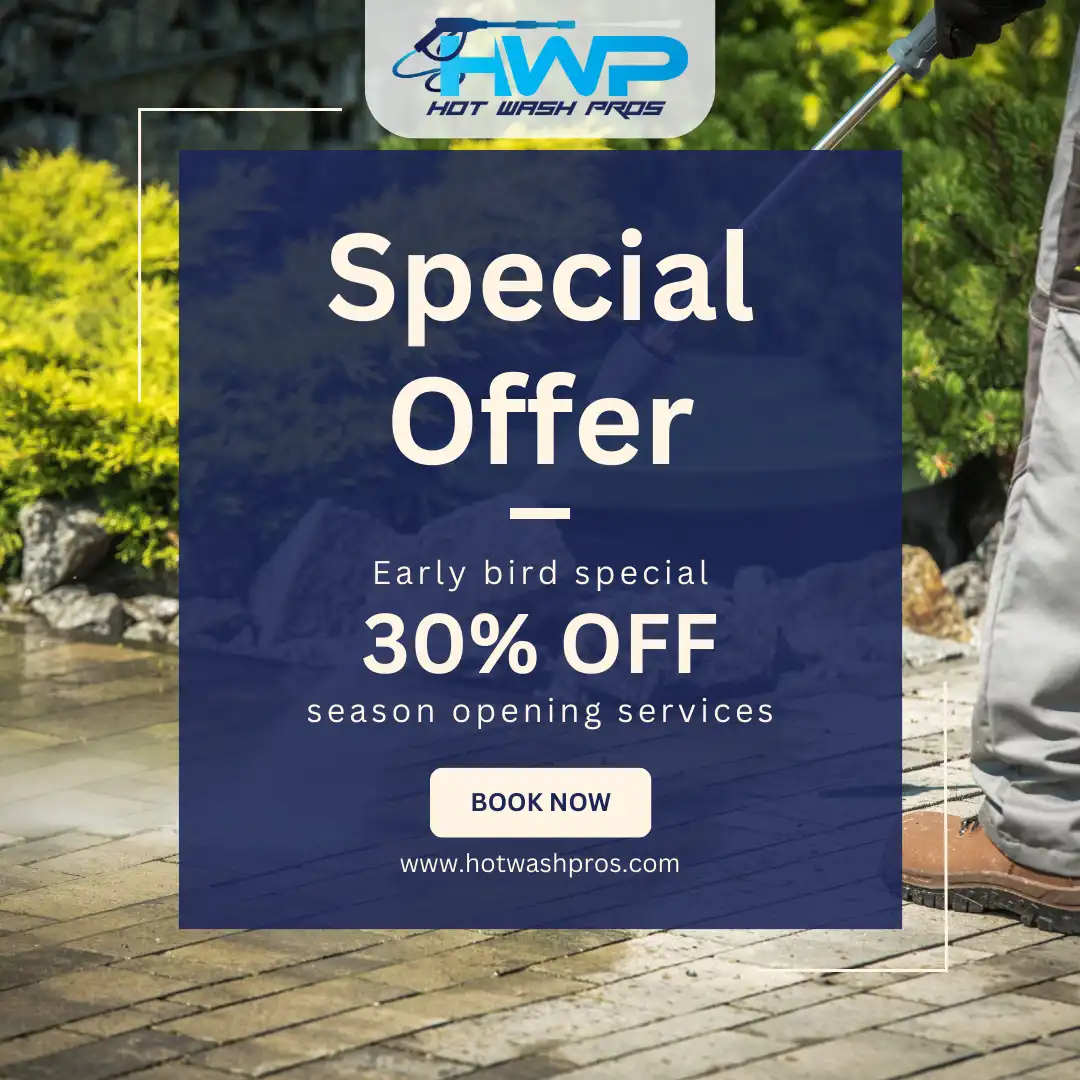 HWP
HOT WASH PROS
Special
Offer
Early bird special
30% OFF
season opening services
BOOK NOW
www.hotwashpros.com